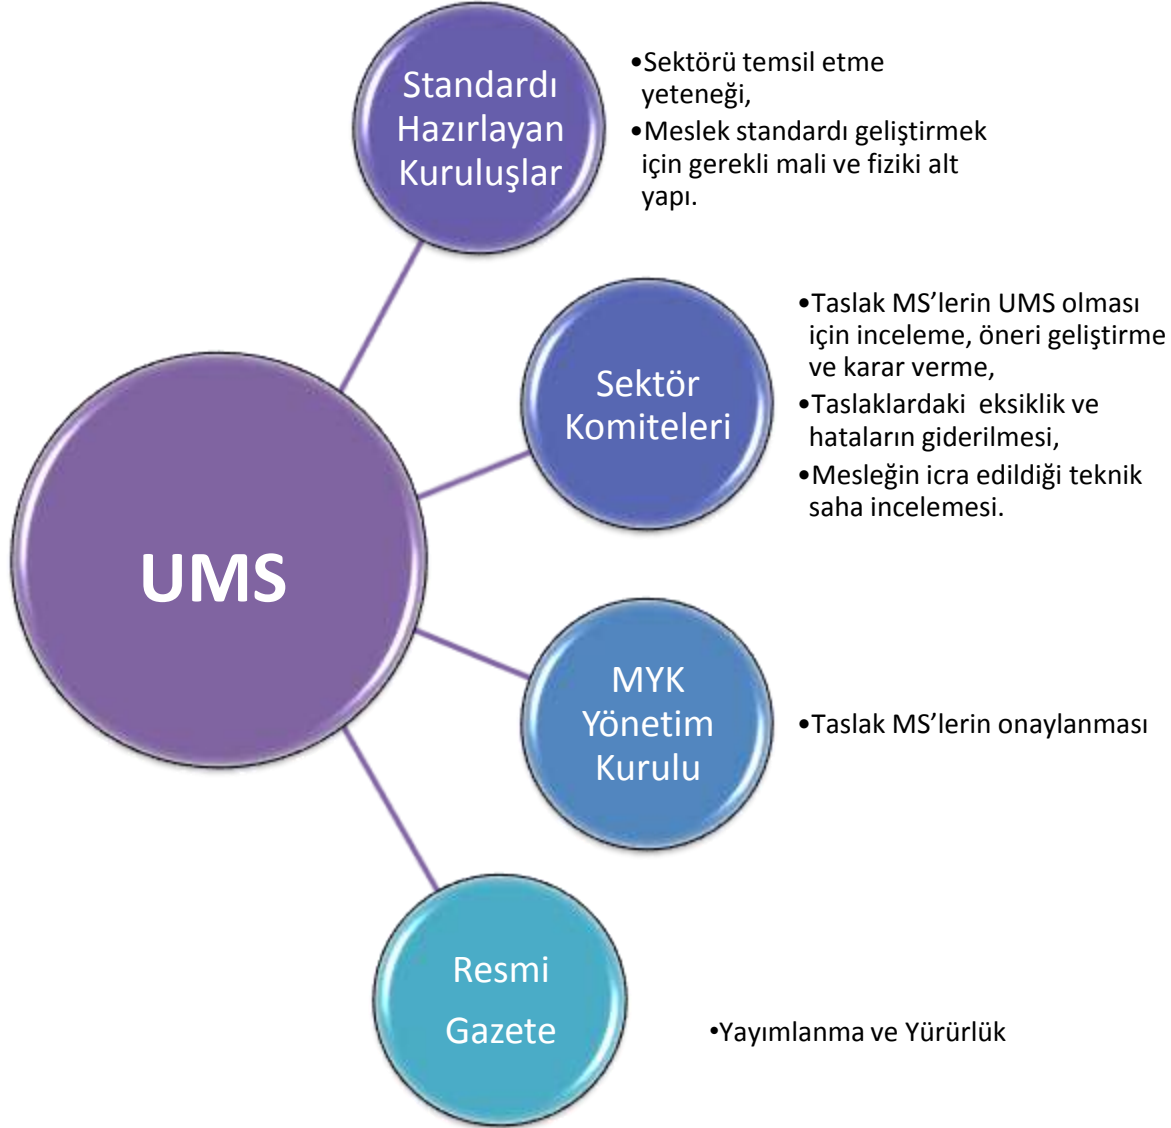 Standardı
Hazırlayan
Kuruluşlar
•Sektörü temsil etme
yeteneği,
•Meslek standardı geliştirmek
için gerekli mali ve fiziki alt
yapı.
Sektör
Komiteleri
•Taslak MS’lerin UMS olması
için inceleme, öneri geliştirme
ve karar verme,
•Taslaklardaki eksiklik ve
hataların giderilmesi,
•Mesleğin icra edildiği teknik
saha incelemesi.
UMS
MYK
Yönetim
Kurulu
•Taslak MS’lerin onaylanması
Resmi
Gazete
•Yayımlanma ve Yürürlük